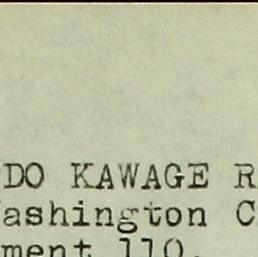 DO KAWAGE R
ashington C
ment 110.